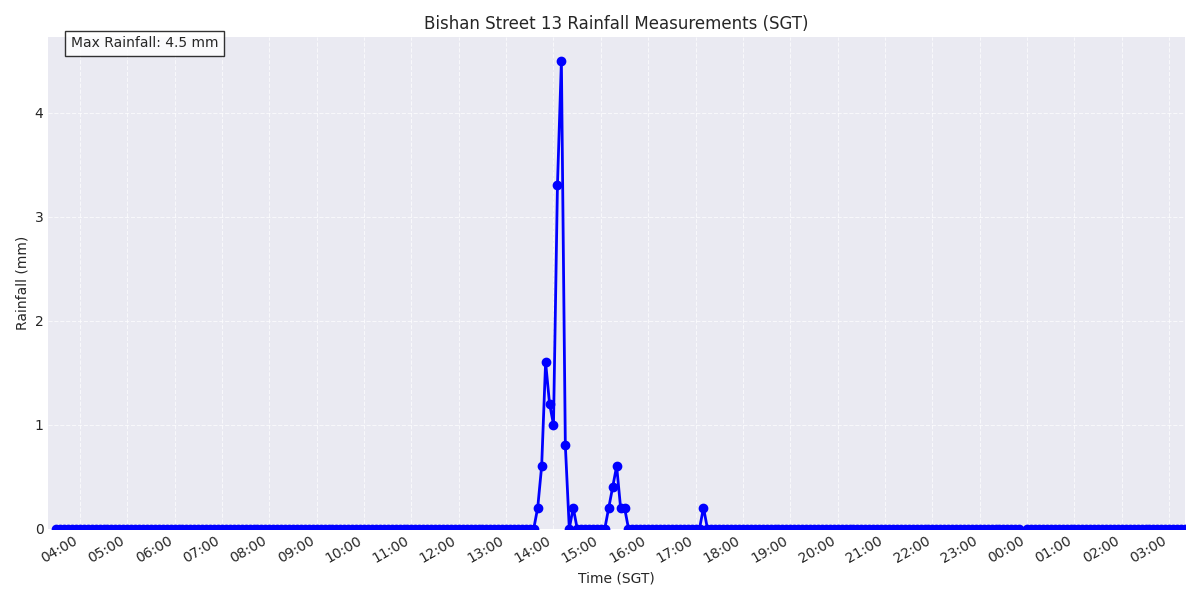 Bishan Street 13 Rainfall Measurements (SGT)
Max Rainfall: 4.5 mm
Rainfall (mm)
4
3
2
1
0
04:00 05:00 06:00 07:00 08:00 09:00 10:00 11:00 12:00 13:00 14:00 15:00 16:00 17:00 18:00 19:00 20:00 21:00 22:00 23:00 00:00 01:00 02:00 03:00
Time (SGT)